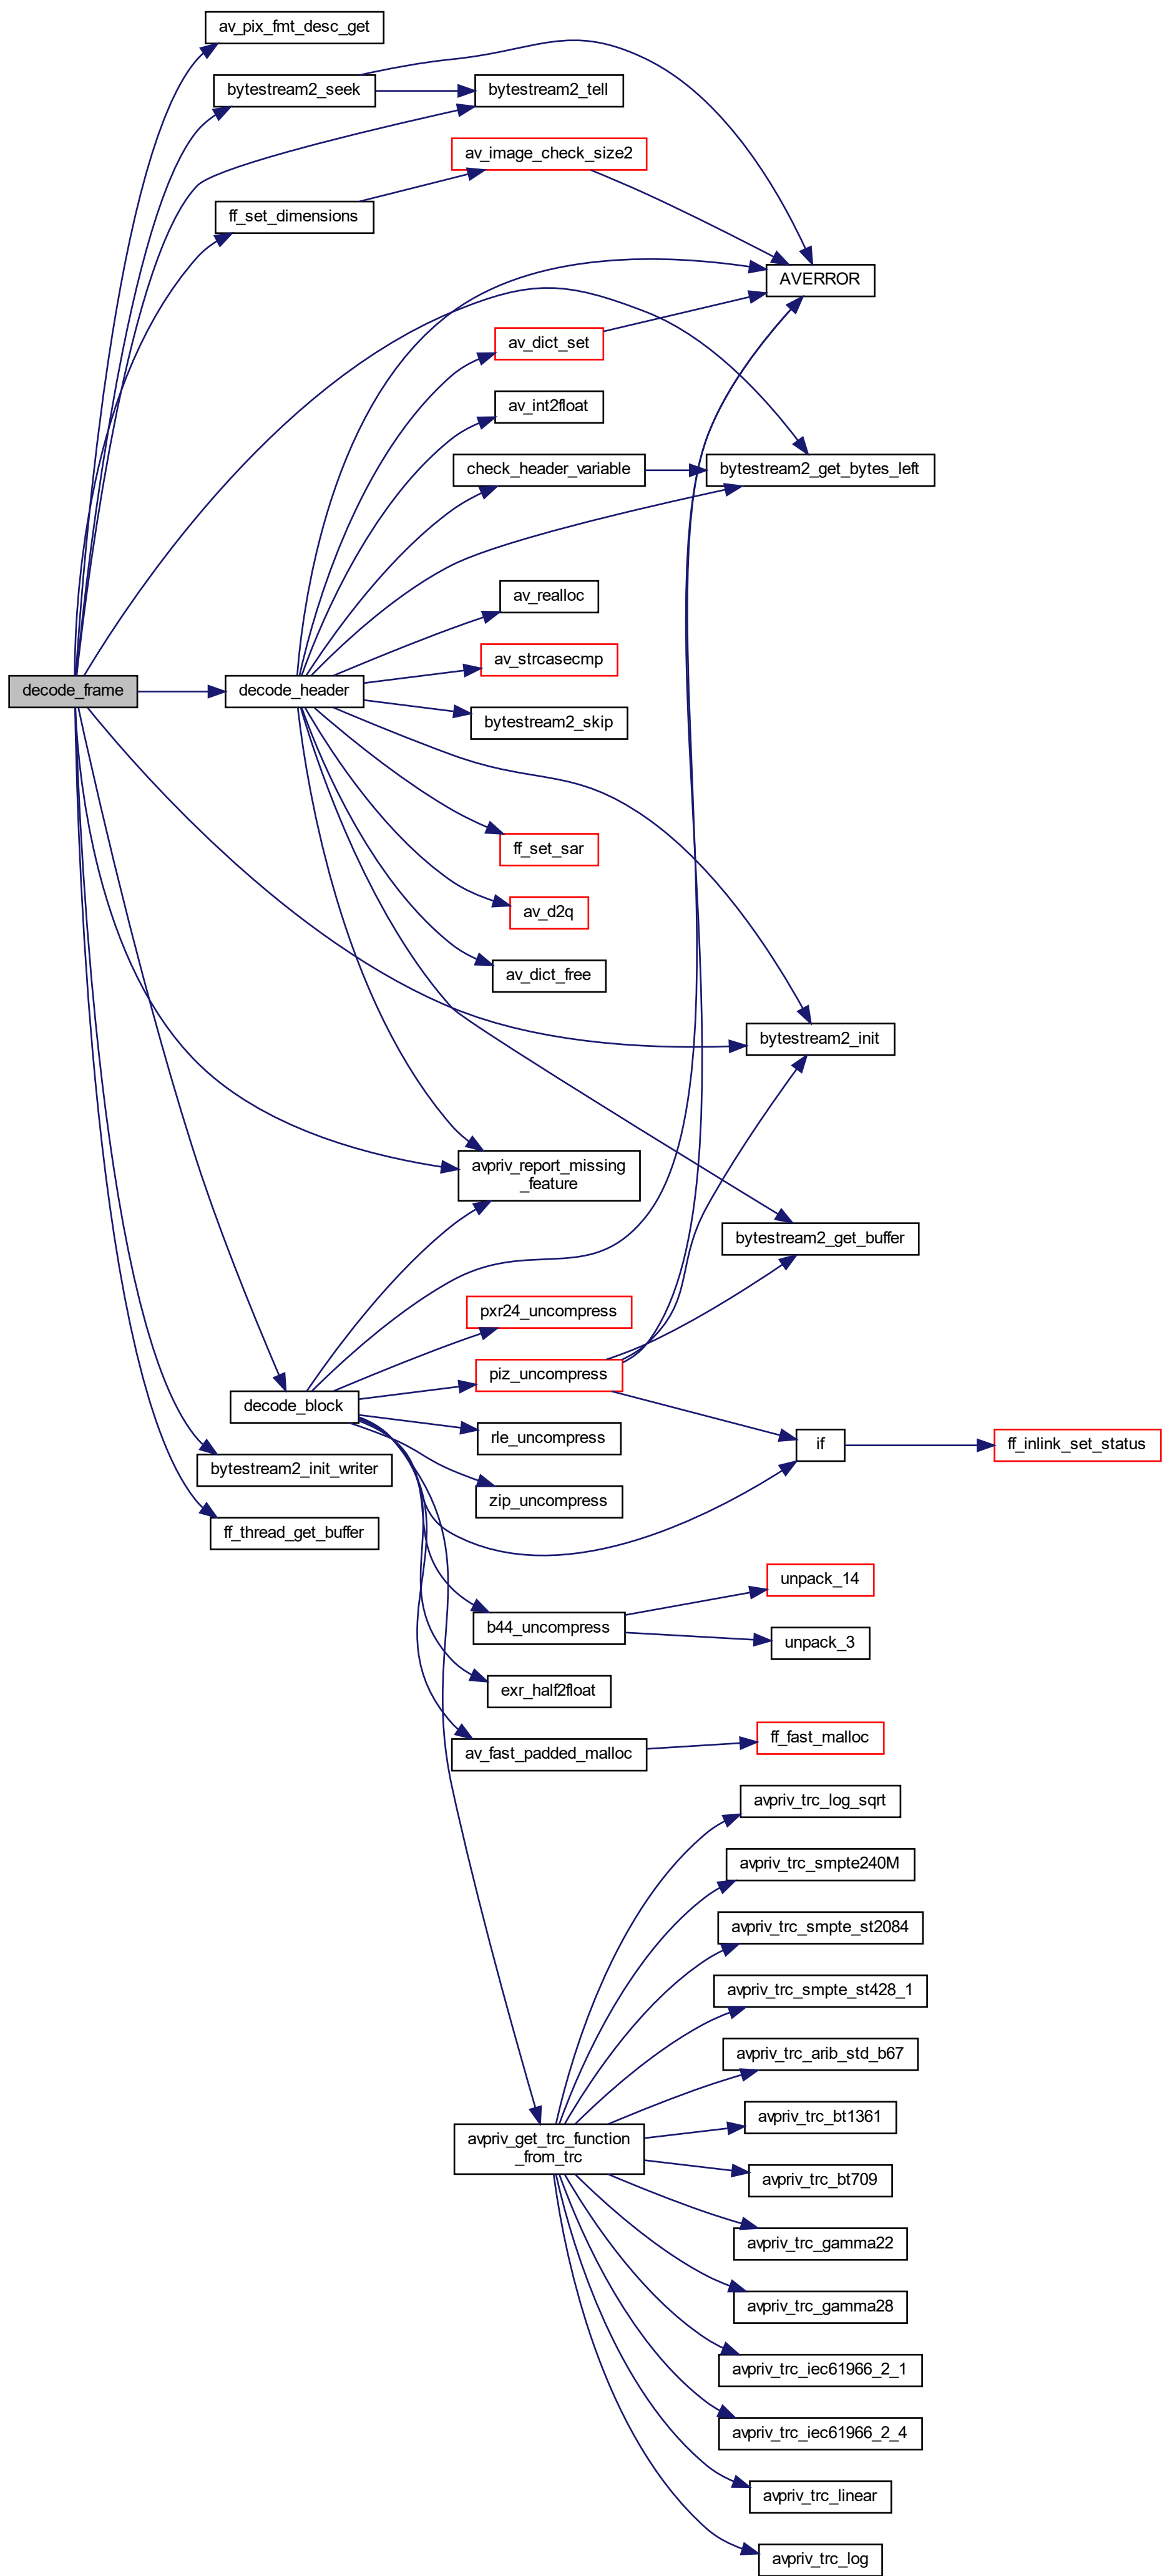 av_pix_fmt_desc_get
bytestream2_seek
bytestream2_tell
av_image_check_size2
ff_set_dimensions
AVERROR
av_dict_set
av_int2float
check_header_variable
bytestream2_get_bytes_left
av_realloc
av_strcasecmp
decode_frame
decode_header
bytestream2_skip
ff_set_sar
av_d2q
av_dict_free
bytestream2_init
avpriv_report_missing
_feature
bytestream2_get_buffer
pxr24_uncompress
piz_uncompress
decode_block
rle_uncompress
if
ff_inlink_set_status
bytestream2_init_writer
zip_uncompress
ff_thread_get_buffer
unpack_14
b44_uncompress
unpack_3
exr_half2float
ff_fast_malloc
av_fast_padded_malloc
avpriv_trc_log_sqrt
avpriv_trc_smpte240M
avpriv_trc_smpte_st2084
avpriv_trc_smpte_st428_1
avpriv_trc_arib_std_b67
avpriv_trc_bt1361
avpriv_get_trc_function
_from_trc
avpriv_trc_bt709
avpriv_trc_gamma22
avpriv_trc_gamma28
avpriv_trc_iec61966_2_1
avpriv_trc_iec61966_2_4
avpriv_trc_linear
avpriv_trc_log